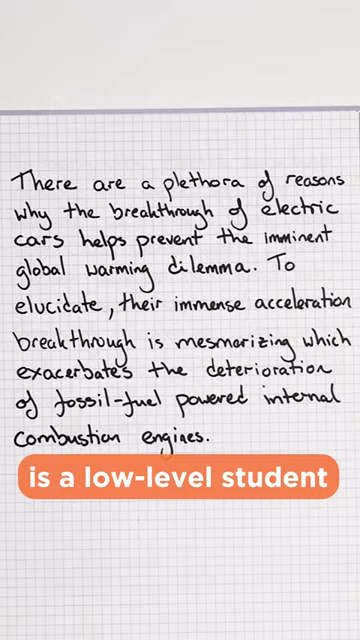 There are a plethora of reasons
why the breakthrough of electric
cars helps prevent the imminent
global warming dilemma. To
elucidate, their immense acceleration
breakthrough is mesmerizing which
exacerbates the deterioration
of fossil-fuel powered internal
combustion engines.
is a low-level student